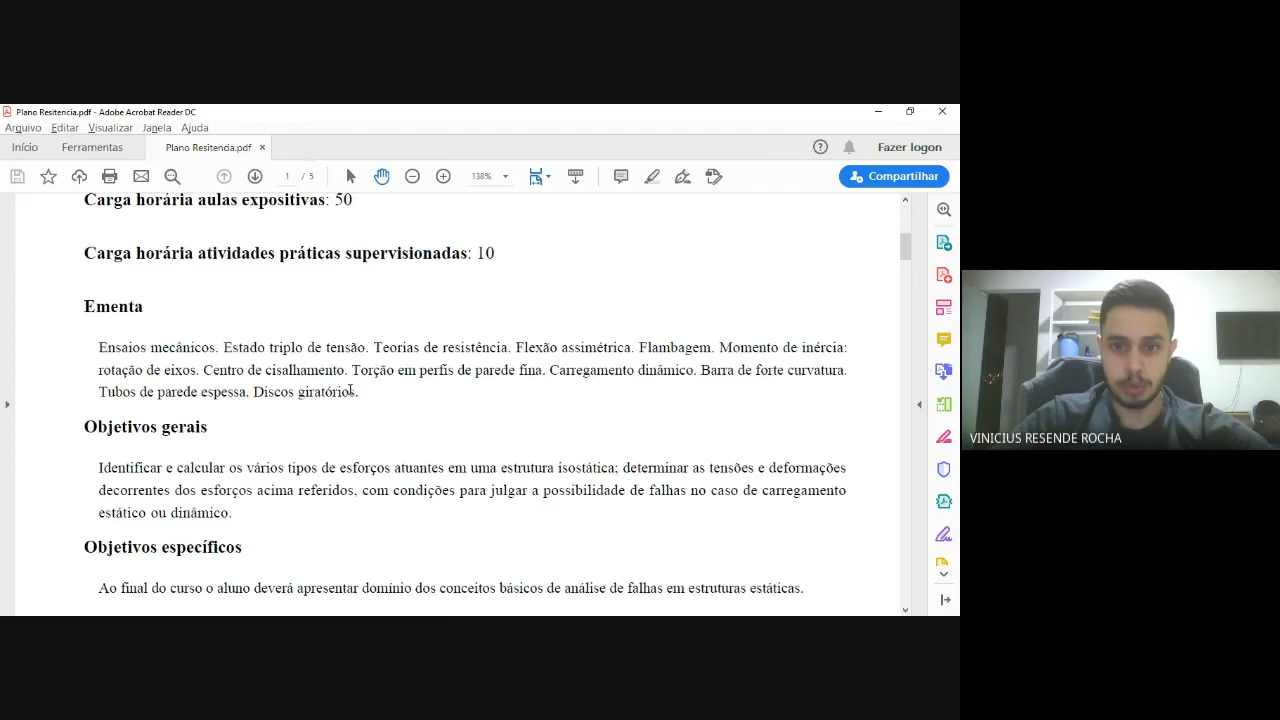 Plano Resitencia.pdf - Adobe Acrobat Reader DC
Arquivo Editar Visualizar Janela Ajuda
Início Ferramentas Plano Resitencia.pdf × Fazer logon
1 / 5 138% Compartilhar
Carga horária aulas expositivas: 50
Carga horária atividades práticas supervisionadas: 10
Ementa
Ensaios mecânicos. Estado triplo de tensão. Teorias de resistência. Flexão assimétrica. Flambagem. Momento de inércia:
rotação de eixos. Centro de cisalhamento. Torção em perfis de parede fina. Carregamento dinâmico. Barra de forte curvatura.
Tubos de parede espessa. Discos giratórios.
Objetivos gerais
Identificar e calcular os vários tipos de esforços atuantes em uma estrutura isostática; determinar as tensões e deformações
decorrentes dos esforços acima referidos, com condições para julgar a possibilidade de falhas no caso de carregamento
estático ou dinâmico.
Objetivos específicos
Ao final do curso o aluno deverá apresentar domínio dos conceitos básicos de análise de falhas em estruturas estáticas.
VINICIUS RESENDE ROCHA